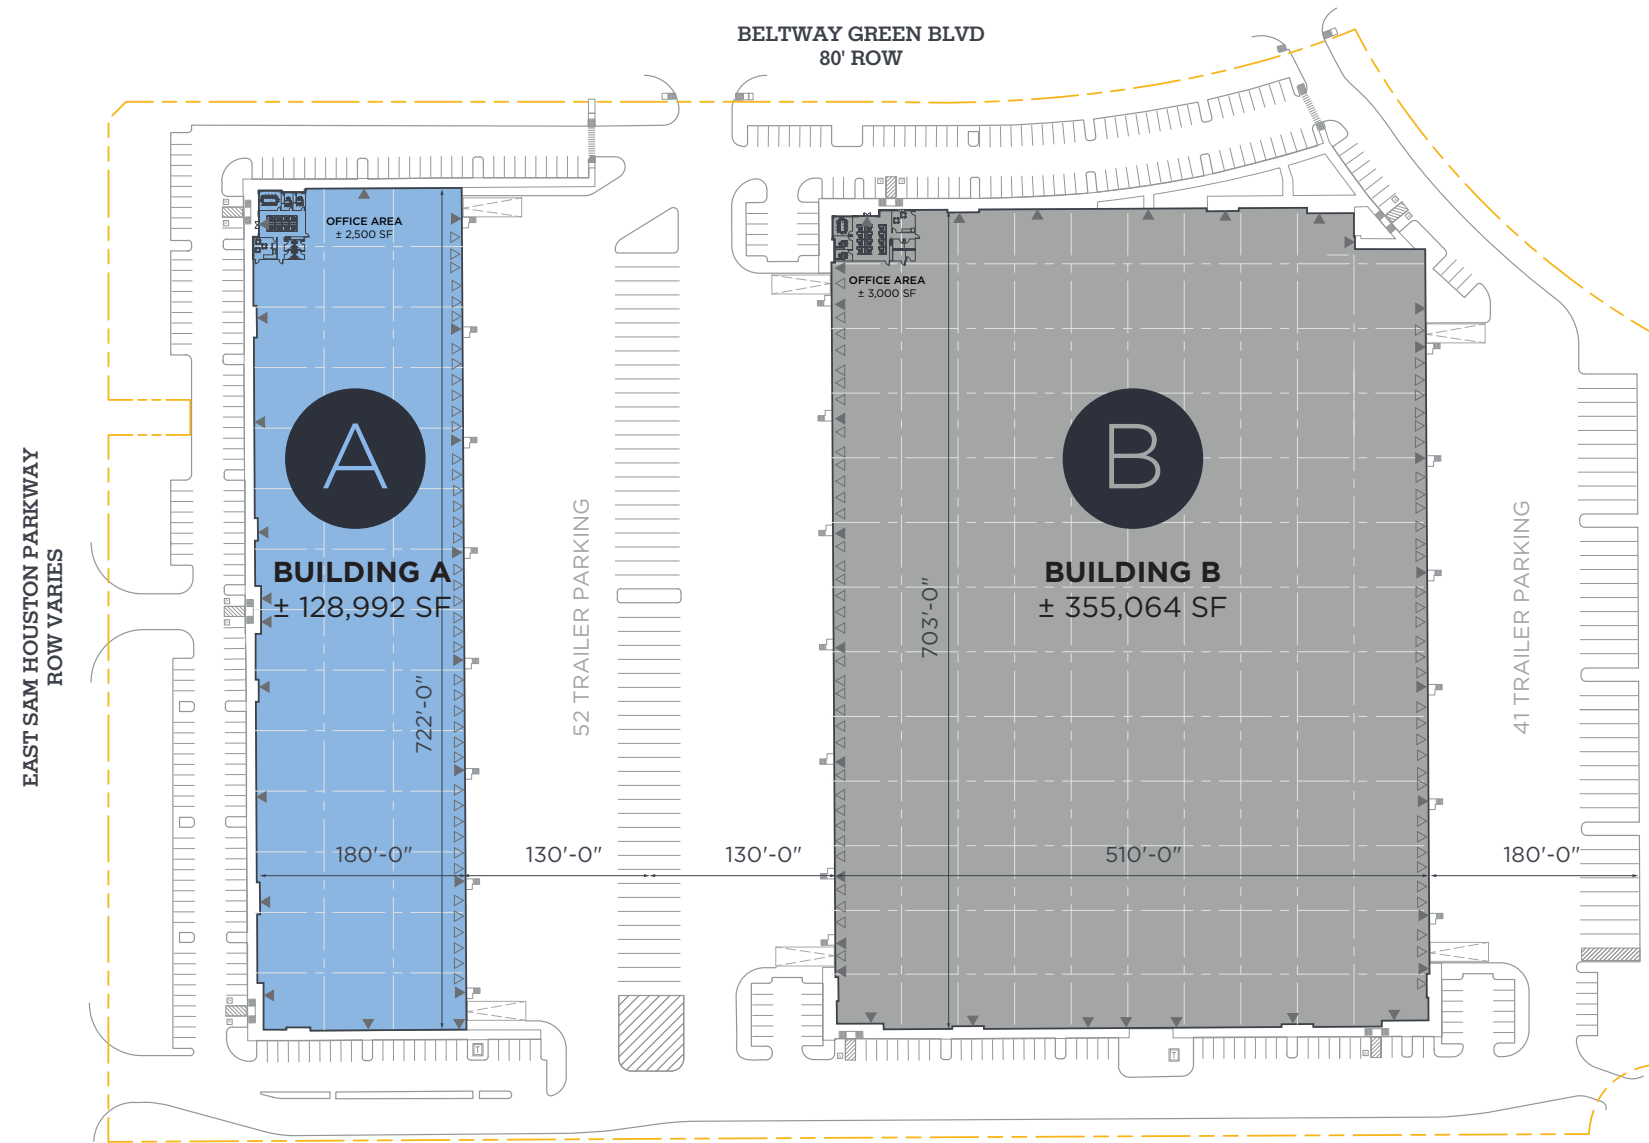 BELTWAY GREEN BLVD
80' ROW
OFFICE AREA
± 2,500 SF
OFFICE AREA
± 3,000 SF
A
B
BUILDING A
± 128,992 SF
BUILDING B
± 355,064 SF
EAST SAM HOUSTON PARKWAY
ROW VARIES
52 TRAILER PARKING
41 TRAILER PARKING
722'-0"
703'-0"
180'-0"
130'-0"
130'-0"
510'-0"
180'-0"
T
T